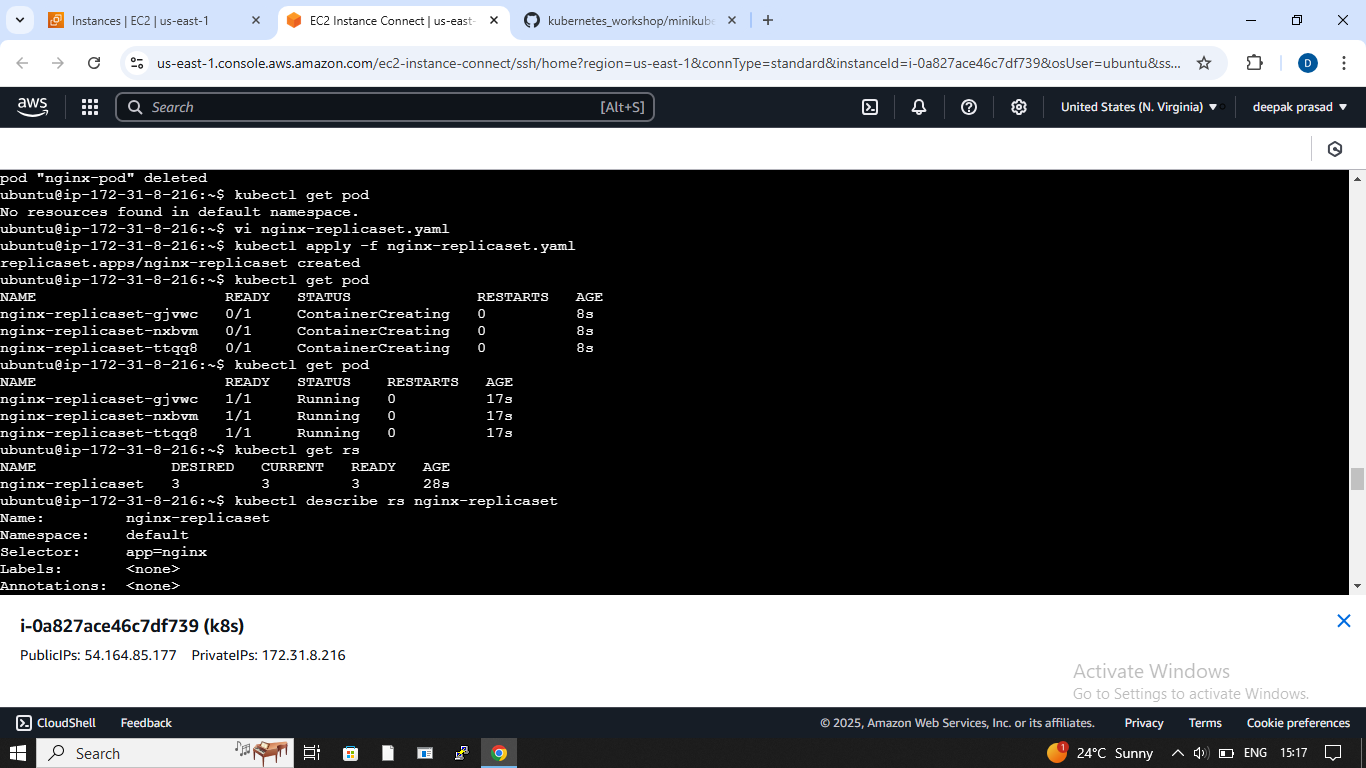 Instances | EC2 | us-east-1
EC2 Instance Connect | us-east-
kubernetes_workshop/minikube
us-east-1.console.aws.amazon.com/ec2-instance-connect/ssh/home?region=us-east-1&connType=standard&instanceId=i-0a827ace46c7df739&osUser=ubuntu&ss...
D
aws
Search
[Alt+S]
United States (N. Virginia)
deepak prasad
pod "nginx-pod" deleted
ubuntu@ip-172-31-8-216:~$ kubectl get pod
No resources found in default namespace.
ubuntu@ip-172-31-8-216:~$ vi nginx-replicaset.yaml
ubuntu@ip-172-31-8-216:~$ kubectl apply -f nginx-replicaset.yaml
replicaset.apps/nginx-replicaset created
ubuntu@ip-172-31-8-216:~$ kubectl get pod
NAME                     READY   STATUS              RESTARTS   AGE
nginx-replicaset-gjvwc   0/1     ContainerCreating   0          8s
nginx-replicaset-nxbvm   0/1     ContainerCreating   0          8s
nginx-replicaset-ttqq8   0/1     ContainerCreating   0          8s
ubuntu@ip-172-31-8-216:~$ kubectl get pod
NAME                     READY   STATUS    RESTARTS   AGE
nginx-replicaset-gjvwc   1/1     Running   0          17s
nginx-replicaset-nxbvm   1/1     Running   0          17s
nginx-replicaset-ttqq8   1/1     Running   0          17s
ubuntu@ip-172-31-8-216:~$ kubectl get rs
NAME               DESIRED   CURRENT   READY   AGE
nginx-replicaset   3         3         3       28s
ubuntu@ip-172-31-8-216:~$ kubectl describe rs nginx-replicaset
Name:         nginx-replicaset
Namespace:    default
Selector:     app=nginx
Labels:       <none>
Annotations:  <none>
i-0a827ace46c7df739 (k8s)
PublicIPs: 54.164.85.177    PrivateIPs: 172.31.8.216
Activate Windows
Go to Settings to activate Windows.
CloudShell
Feedback
© 2025, Amazon Web Services, Inc. or its affiliates.
Privacy
Terms
Cookie preferences
Search
1
24°C Sunny
ENG
15:17